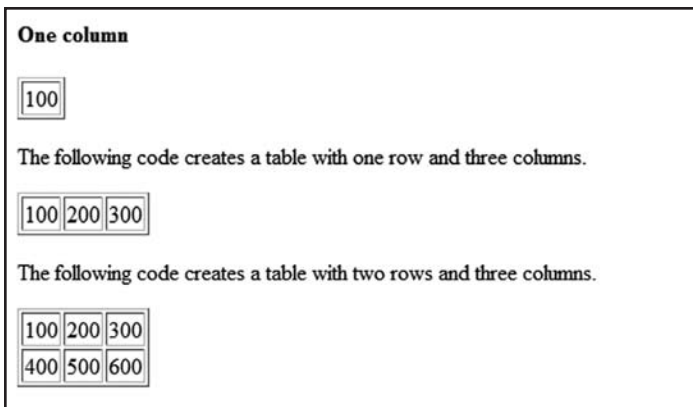 One column
100
The following code creates a table with one row and three columns.
100 200 300
The following code creates a table with two rows and three columns.
100 200 300
400 500 600